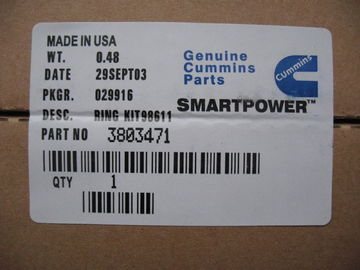 MADE IN USA
WT. 0.48
DATE 29SEPT03
PKGR. 029916
DESC. RING KIT98611
PART NO 3803471
QTY 1
Genuine
Cummins
Parts
Cummins
SMARTPOWER™